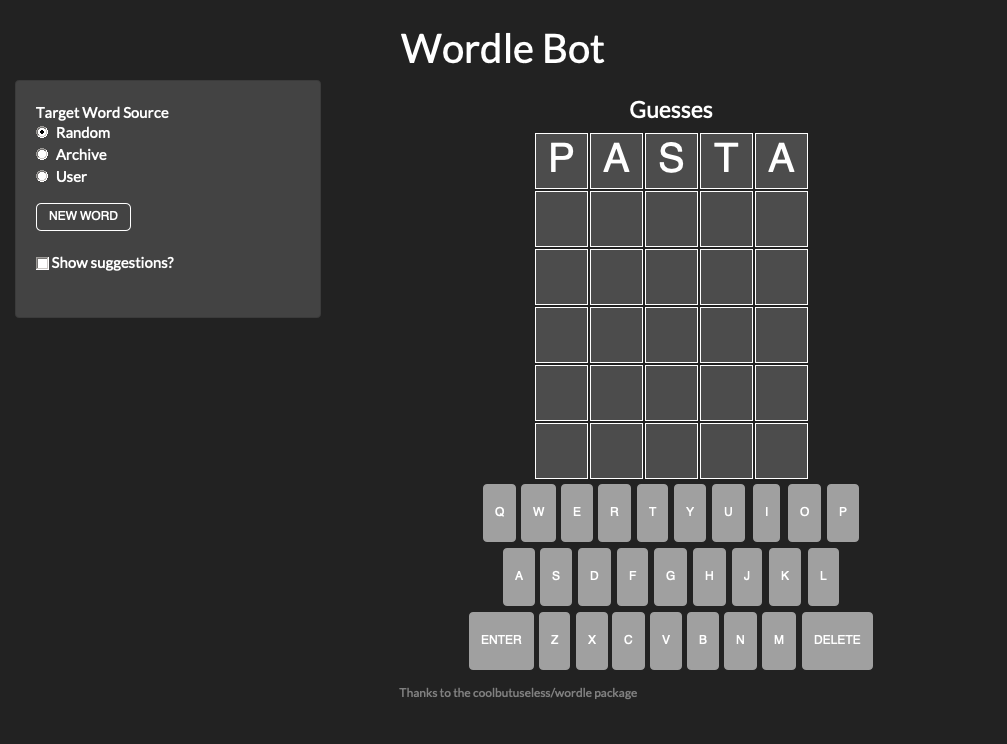 Wordle Bot
Target Word Source
Random
Archive
User
NEW WORD
Show suggestions?
Guesses
P A S T A
Q W E R T Y U I O P
A S D F G H J K L
ENTER Z X C V B N M DELETE
Thanks to the coolbutuseless/wordle package